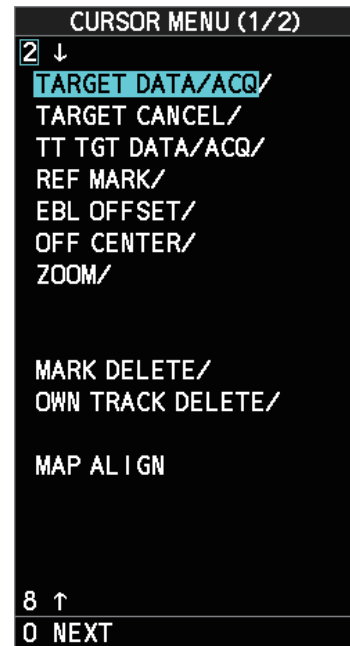 CURSOR MENU (1/2)
2 ↓
TARGET DATA/ACQ/
TARGET CANCEL/
TT TGT DATA/ACQ/
REF MARK/
EBL OFFSET/
OFF CENTER/
ZOOM/
MARK DELETE/
OWN TRACK DELETE/
MAP ALIGN
8 ↑
0 NEXT